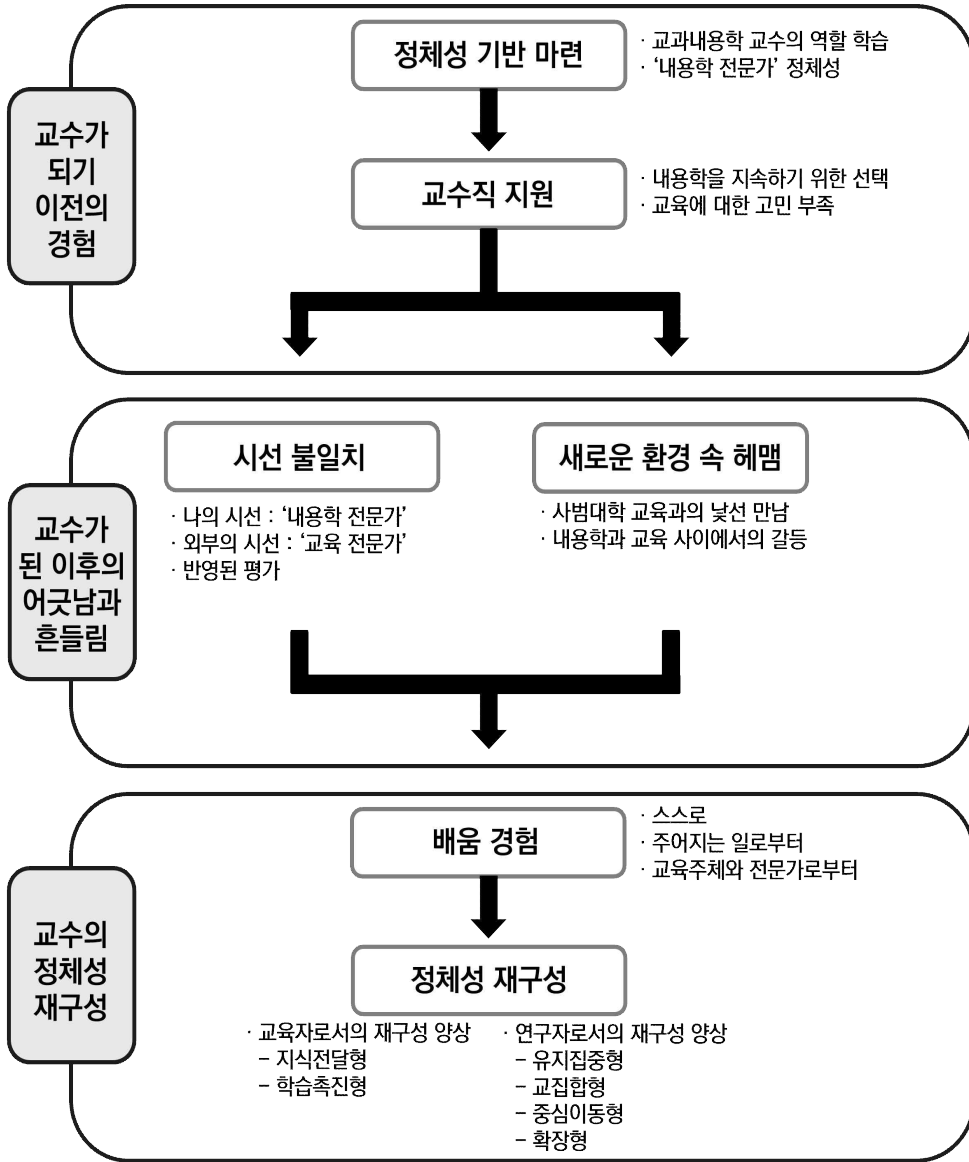 정체성 기반 마련
· 교과내용학 교수의 역할 학습
· ‘내용학 전문가’ 정체성
교수가
되기
이전의
경험
교수직 지원
· 내용학을 지속하기 위한 선택
· 교육에 대한 고민 부족
교수가
된 이후의
어긋남과
흔들림
시선 불일치
· 나의 시선 : ‘내용학 전문가’
· 외부의 시선 : ‘교육 전문가’
· 반영된 평가
새로운 환경 속 헤맴
· 사범대학 교육과의 낯선 만남
· 내용학과 교육 사이에서의 갈등
교수의
정체성
재구성
배움 경험
· 스스로
· 주어지는 일로부터
· 교육주체와 전문가로부터
정체성 재구성
· 교육자로서의 재구성 양상
– 지식전달형
– 학습촉진형
· 연구자로서의 재구성 양상
– 유지집중형
– 교집합형
– 중심이동형
– 확장형